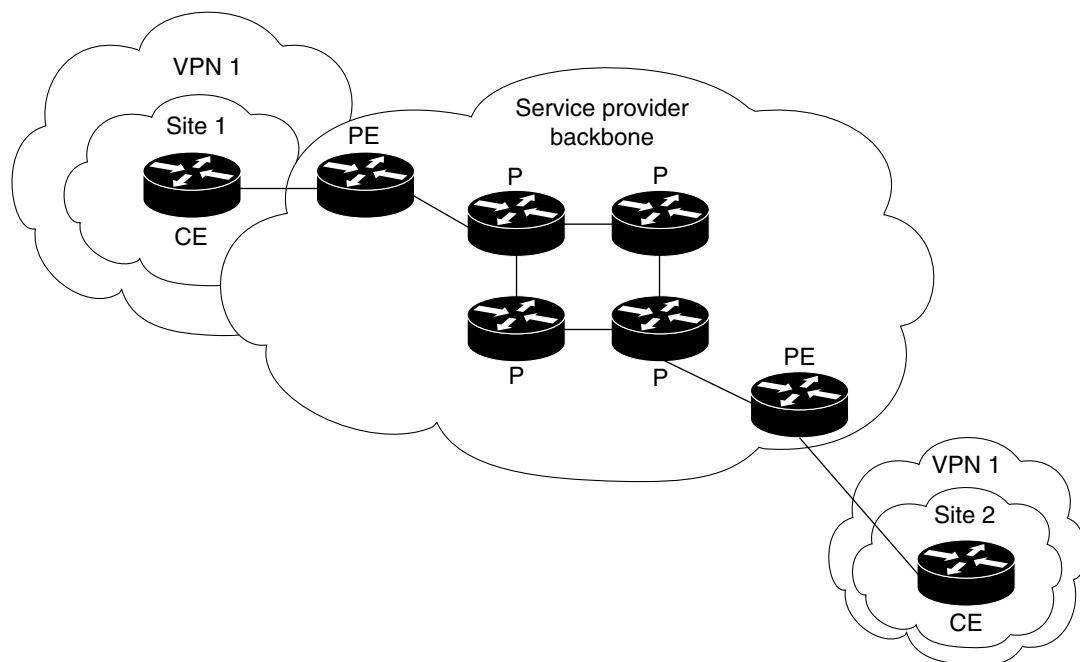 VPN 1
Site 1
CE
Service provider
backbone
PE
P
P
P
P
PE
VPN 1
Site 2
CE